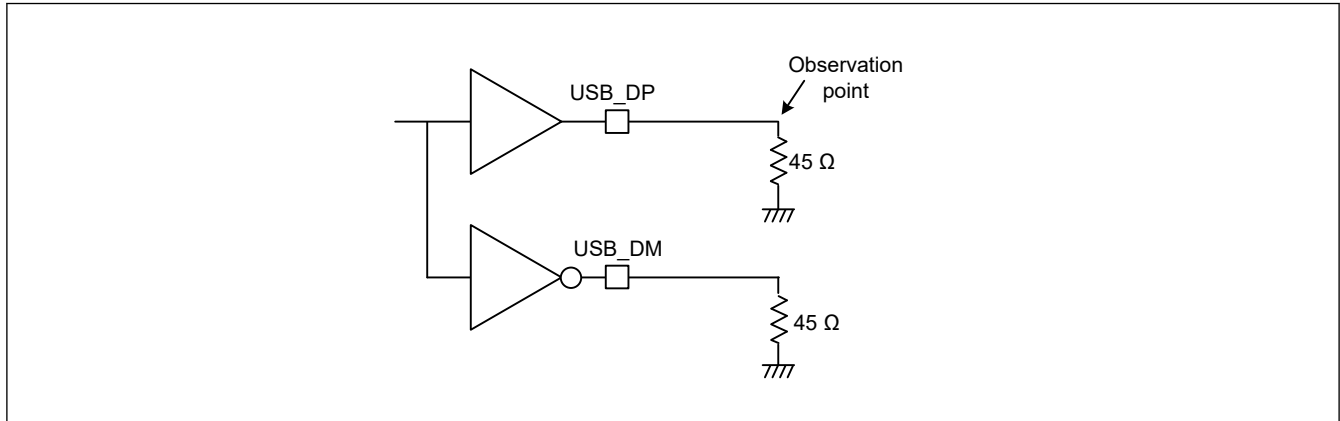 Observation
point
USB_DP
45 Ω
USB_DM
45 Ω